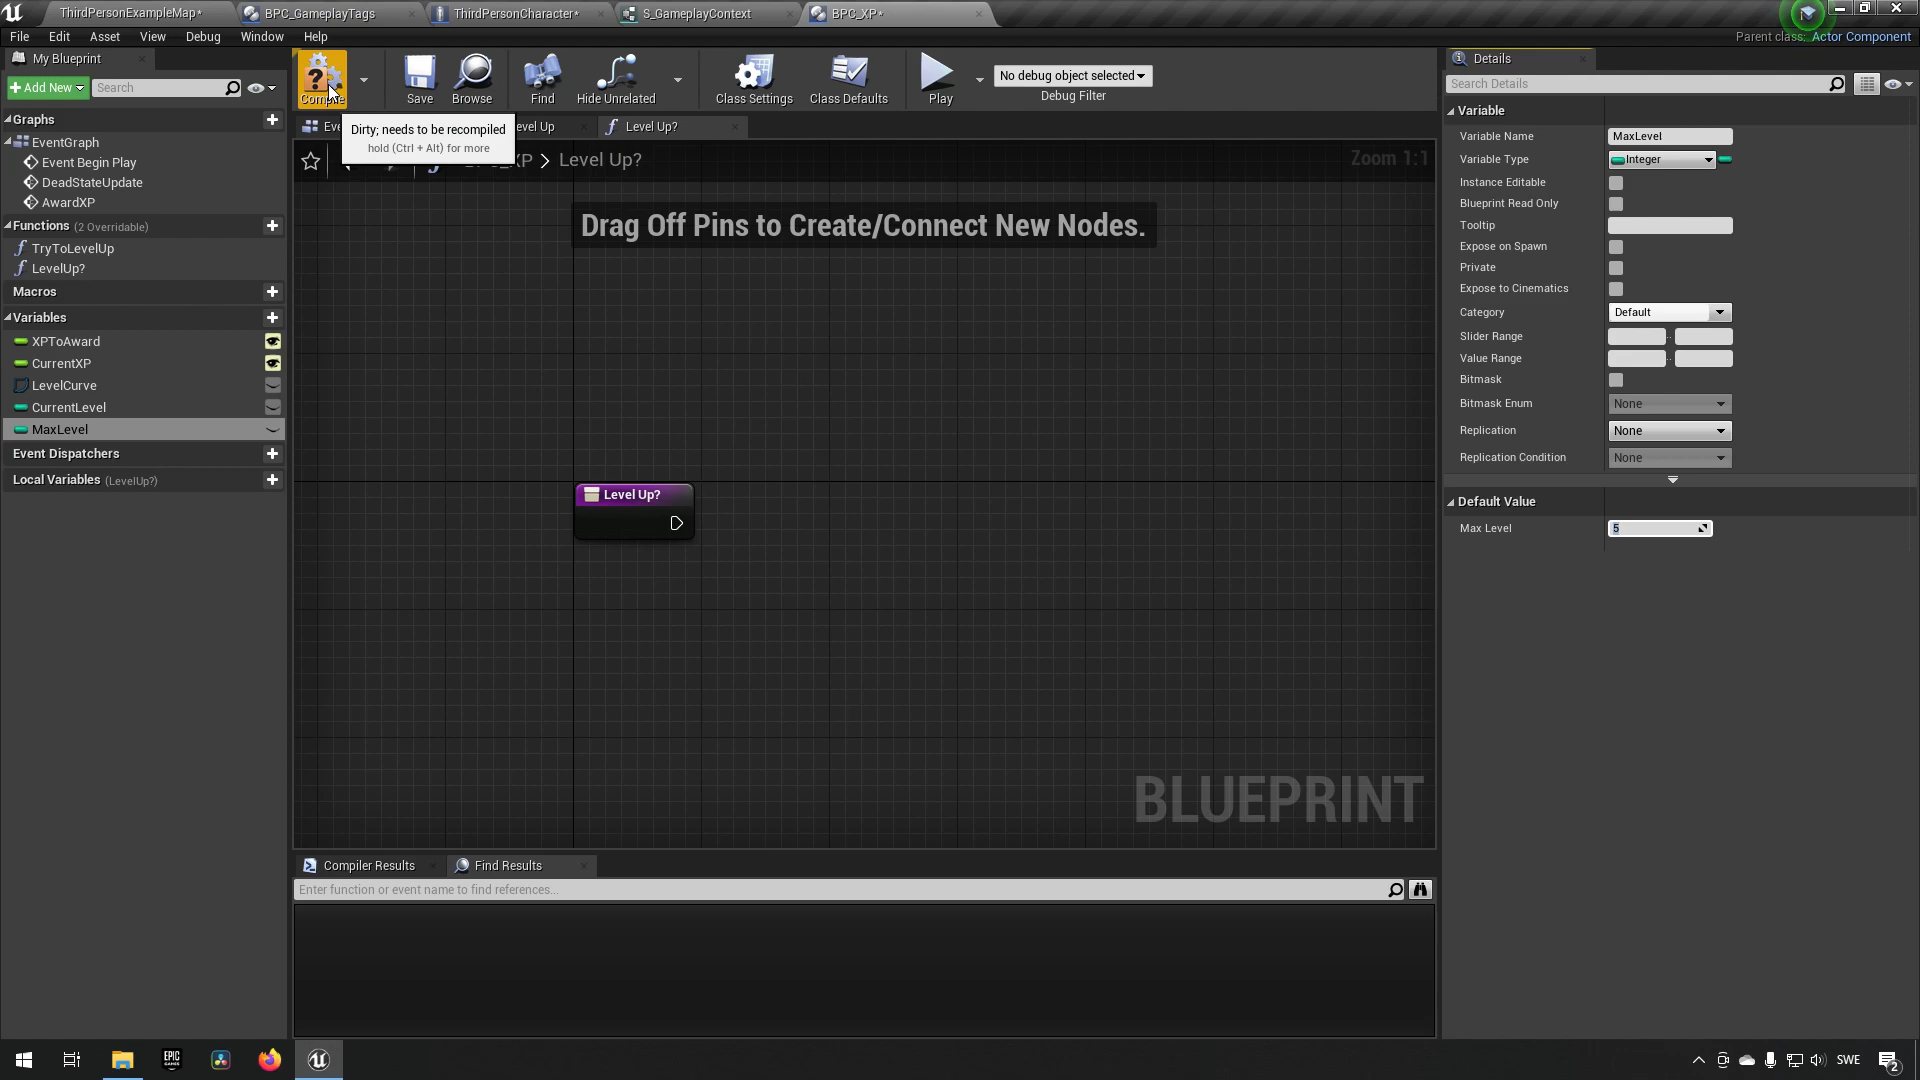 ThirdPersonExampleMap*
BPC_GameplayTags
ThirdPersonCharacter*
S_GameplayContext
BPC_XP*
File
Edit
Asset
View
Debug
Window
Help
Parent class: Actor Component
My Blueprint
Add New
Search
Graphs
EventGraph
Event Begin Play
DeadStateUpdate
AwardXP
Functions (2 Overridable)
TryToLevelUp
LevelUp?
Macros
Variables
XPToAward
CurrentXP
LevelCurve
CurrentLevel
MaxLevel
Event Dispatchers
Local Variables (LevelUp?)
Save
Browse
Find
Hide Unrelated
Class Settings
Class Defaults
Play
No debug object selected
Debug Filter
Level Up?
Dirty; needs to be recompiled
hold (Ctrl + Alt) for more
Level Up?
Zoom 1:1
Drag Off Pins to Create/Connect New Nodes.
Level Up?
BLUEPRINT
Compiler Results
Find Results
Enter function or event name to find references...
Details
Search Details
Variable
Variable Name
MaxLevel
Variable Type
Integer
Instance Editable
Blueprint Read Only
Tooltip
Expose on Spawn
Private
Expose to Cinematics
Category
Default
Slider Range
Value Range
Bitmask
Bitmask Enum
None
Replication
None
Replication Condition
None
Default Value
Max Level
5
EPIC
GAMES
SWE
2